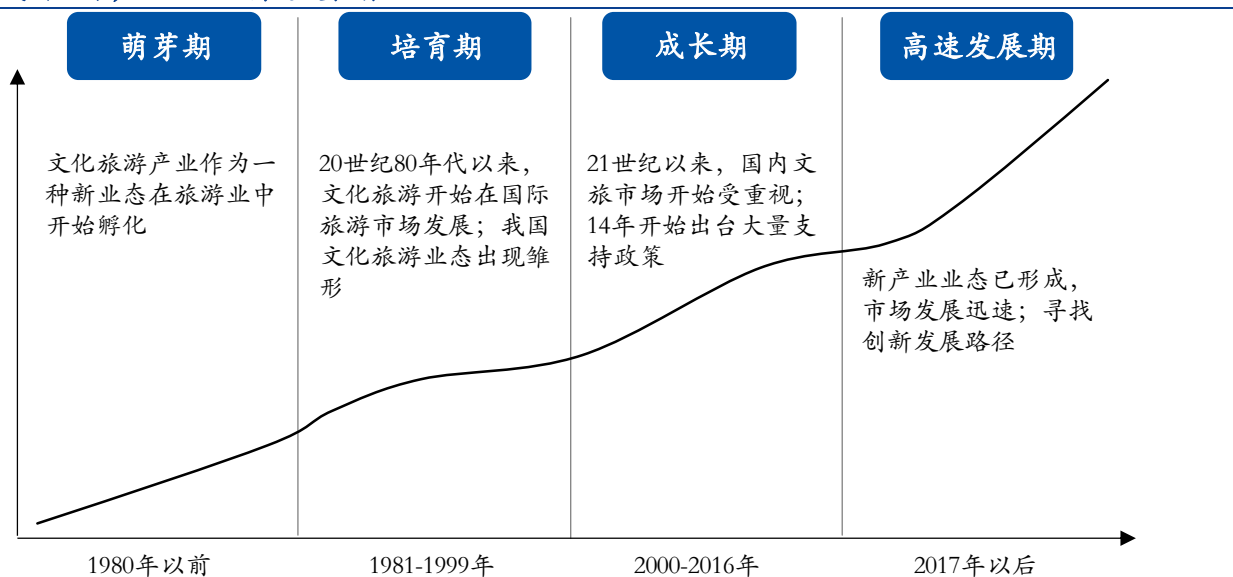 萌芽期
培育期
成长期
高速发展期
文化旅游产业作为一
种新业态在旅游业中
开始孵化
20世纪80年代以来，
文化旅游开始在国际
旅游市场发展；我国
文化旅游业态出现雏
形
21世纪以来，国内文
旅市场开始受重视；
14年开始出台大量支
持政策
新产业业态已形成，
市场发展迅速；寻找
创新发展路径
1980年以前
1981-1999年
2000-2016年
2017年以后